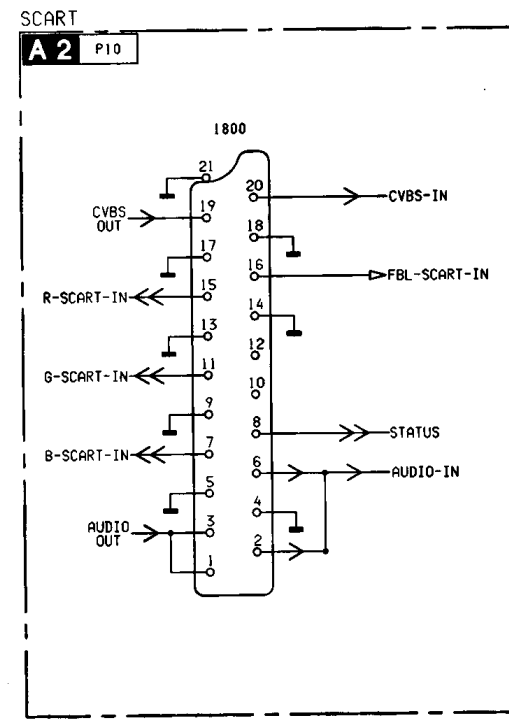 SCART
A 2 P10
1800
21
20 CVBS-IN
CVBS
OUT
19
18
17
16 FBL-SCART-IN
R-SCART-IN 15
14
13
12
G-SCART-IN 11
10
9
8 STATUS
B-SCART-IN 7
6 AUDIO-IN
5
4
AUDIO
OUT
3
2
1